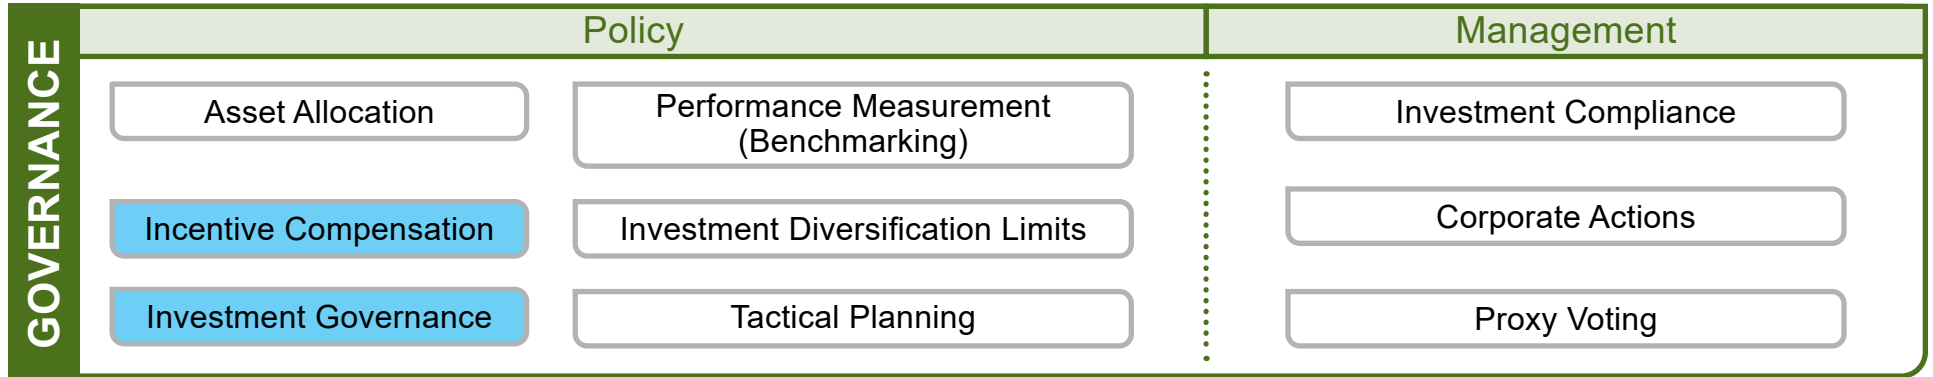 GOVERNANCE
Policy
Management
Asset Allocation
Incentive Compensation
Investment Governance
Performance Measurement
(Benchmarking)
Investment Diversification Limits
Tactical Planning
Investment Compliance
Corporate Actions
Proxy Voting